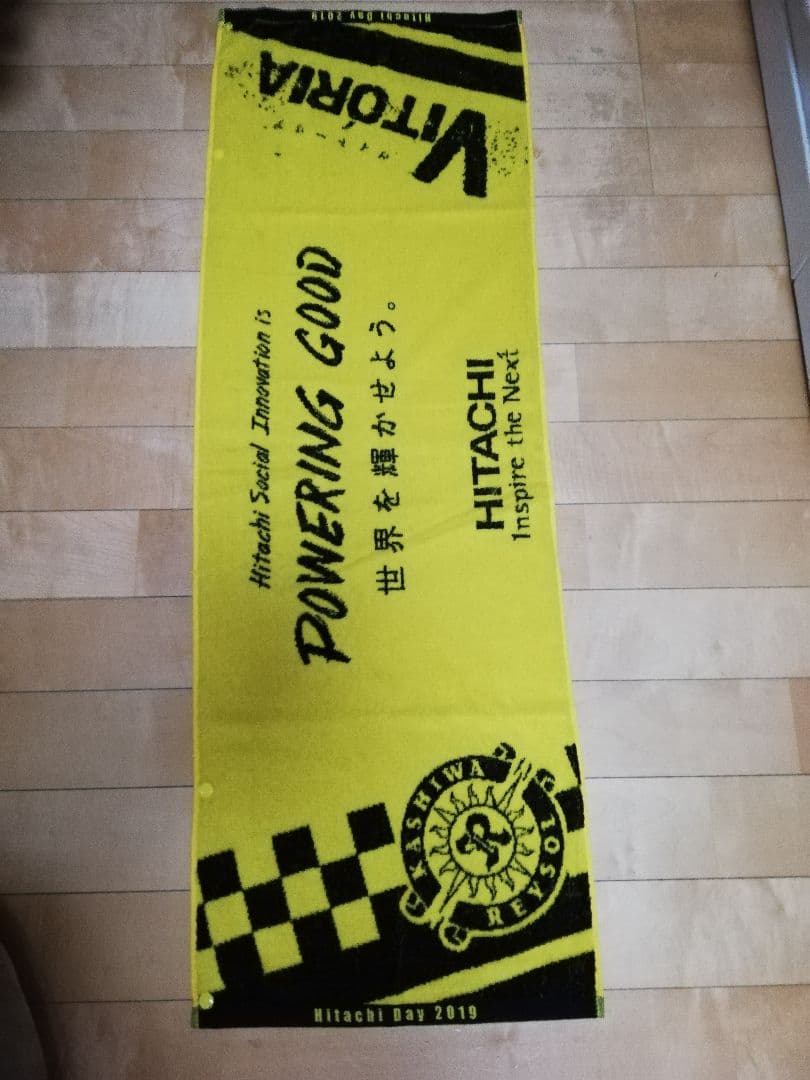 Hitachi Day 2019
VITÓRIA
Hitachi Social Innovation is
POWERING GOOD
世界を輝かせよう。
HITACHI
Inspire the Next
KASHIWA
REYSOL
Hitachi Day 2019